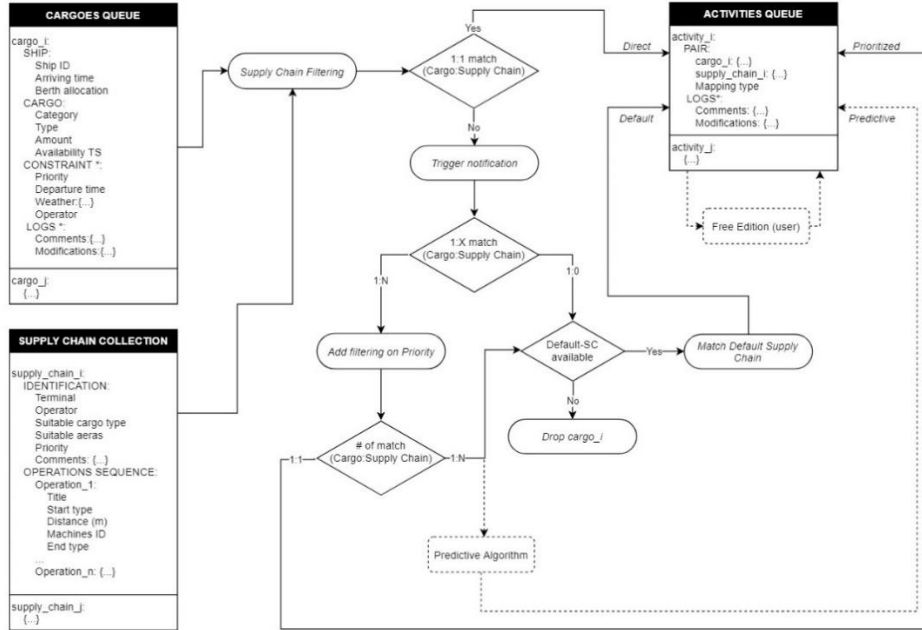 CARGOES QUEUE
cargo_i:
SHIP:
Ship ID
Arriving time
Berth allocation
CARGO:
Category
Type
Amount
Availability TS
CONSTRAINT *:
Priority
Departure time
Weather:{...}
Operator
LOGS *:
Comments:{...}
Modifications:{...}
cargo_j:
{...}
SUPPLY CHAIN COLLECTION
supply_chain_i:
IDENTIFICATION:
Terminal
Operator
Suitable cargo type
Suitable aeras
Priority
Comments: {...}
OPERATIONS SEQUENCE:
Operation_1:
Title
Start type
Distance (m)
Machines ID
End type
...
Operation_n: {...}
supply_chain_j:
{...}
Supply Chain Filtering
Yes
1:1 match
(Cargo:Supply Chain)
No
Trigger notification
1:X match
(Cargo:Supply Chain)
1:N
1:0
Add filtering on Priority
Default-SC
available
Yes
Match Default Supply
Chain
No
Drop cargo_i
# of match
(Cargo:Supply Chain)
1:1
1:N
Predictive Algorithm
ACTIVITIES QUEUE
Direct
Default
activity_i:
PAIR:
cargo_i: {...}
supply_chain_i: {...}
Mapping type
LOGS*:
Comments: {...}
Modifications: {...}
activity_j:
{...}
Prioritized
Predictive
Free Edition (user)